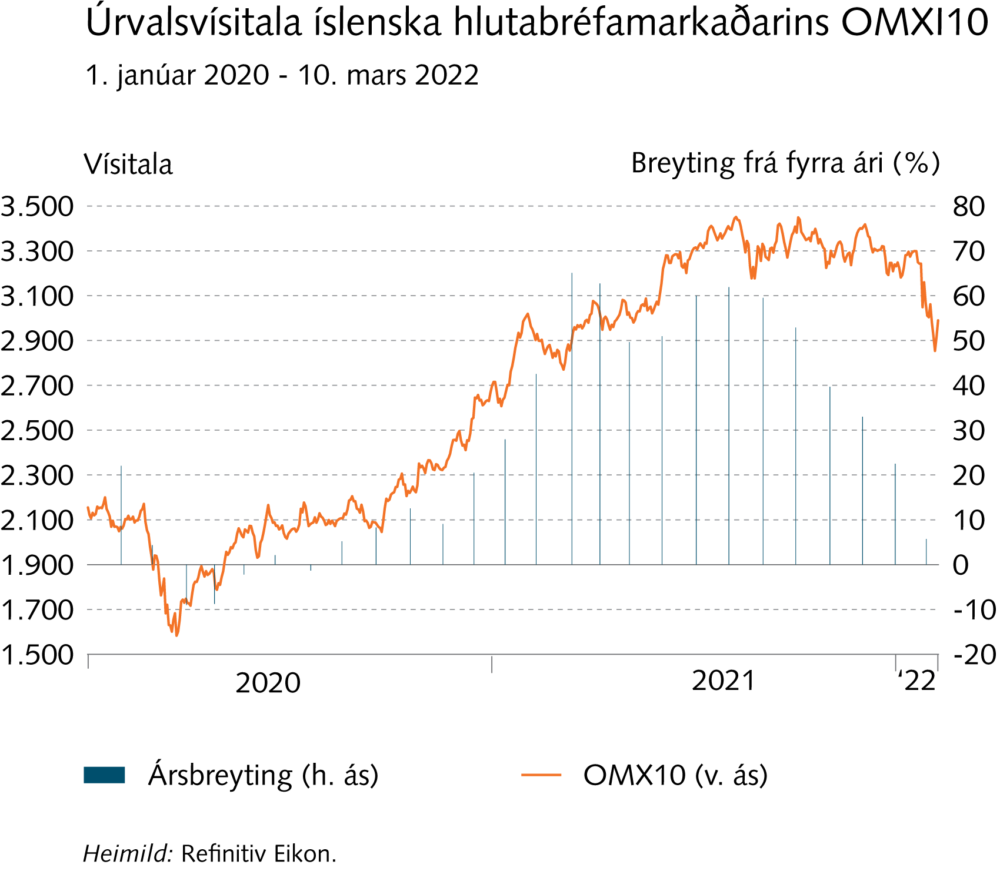 Úrvalsvísitala íslenska hlutabréfamarkaðarins OMXI10
1. janúar 2020 - 10. mars 2022
Vísitala
Breyting frá fyrra ári (%)
3.500 80
3.300 70
3.100 60
2.900 50
2.700 40
2.500 30
2.300 20
2.100 10
1.900 0
1.700 -10
1.500 -20
2020 2021 ‘22
Ársbreyting (h. ás)
OMX10 (v. ás)
Heimild: Refinitiv Eikon.